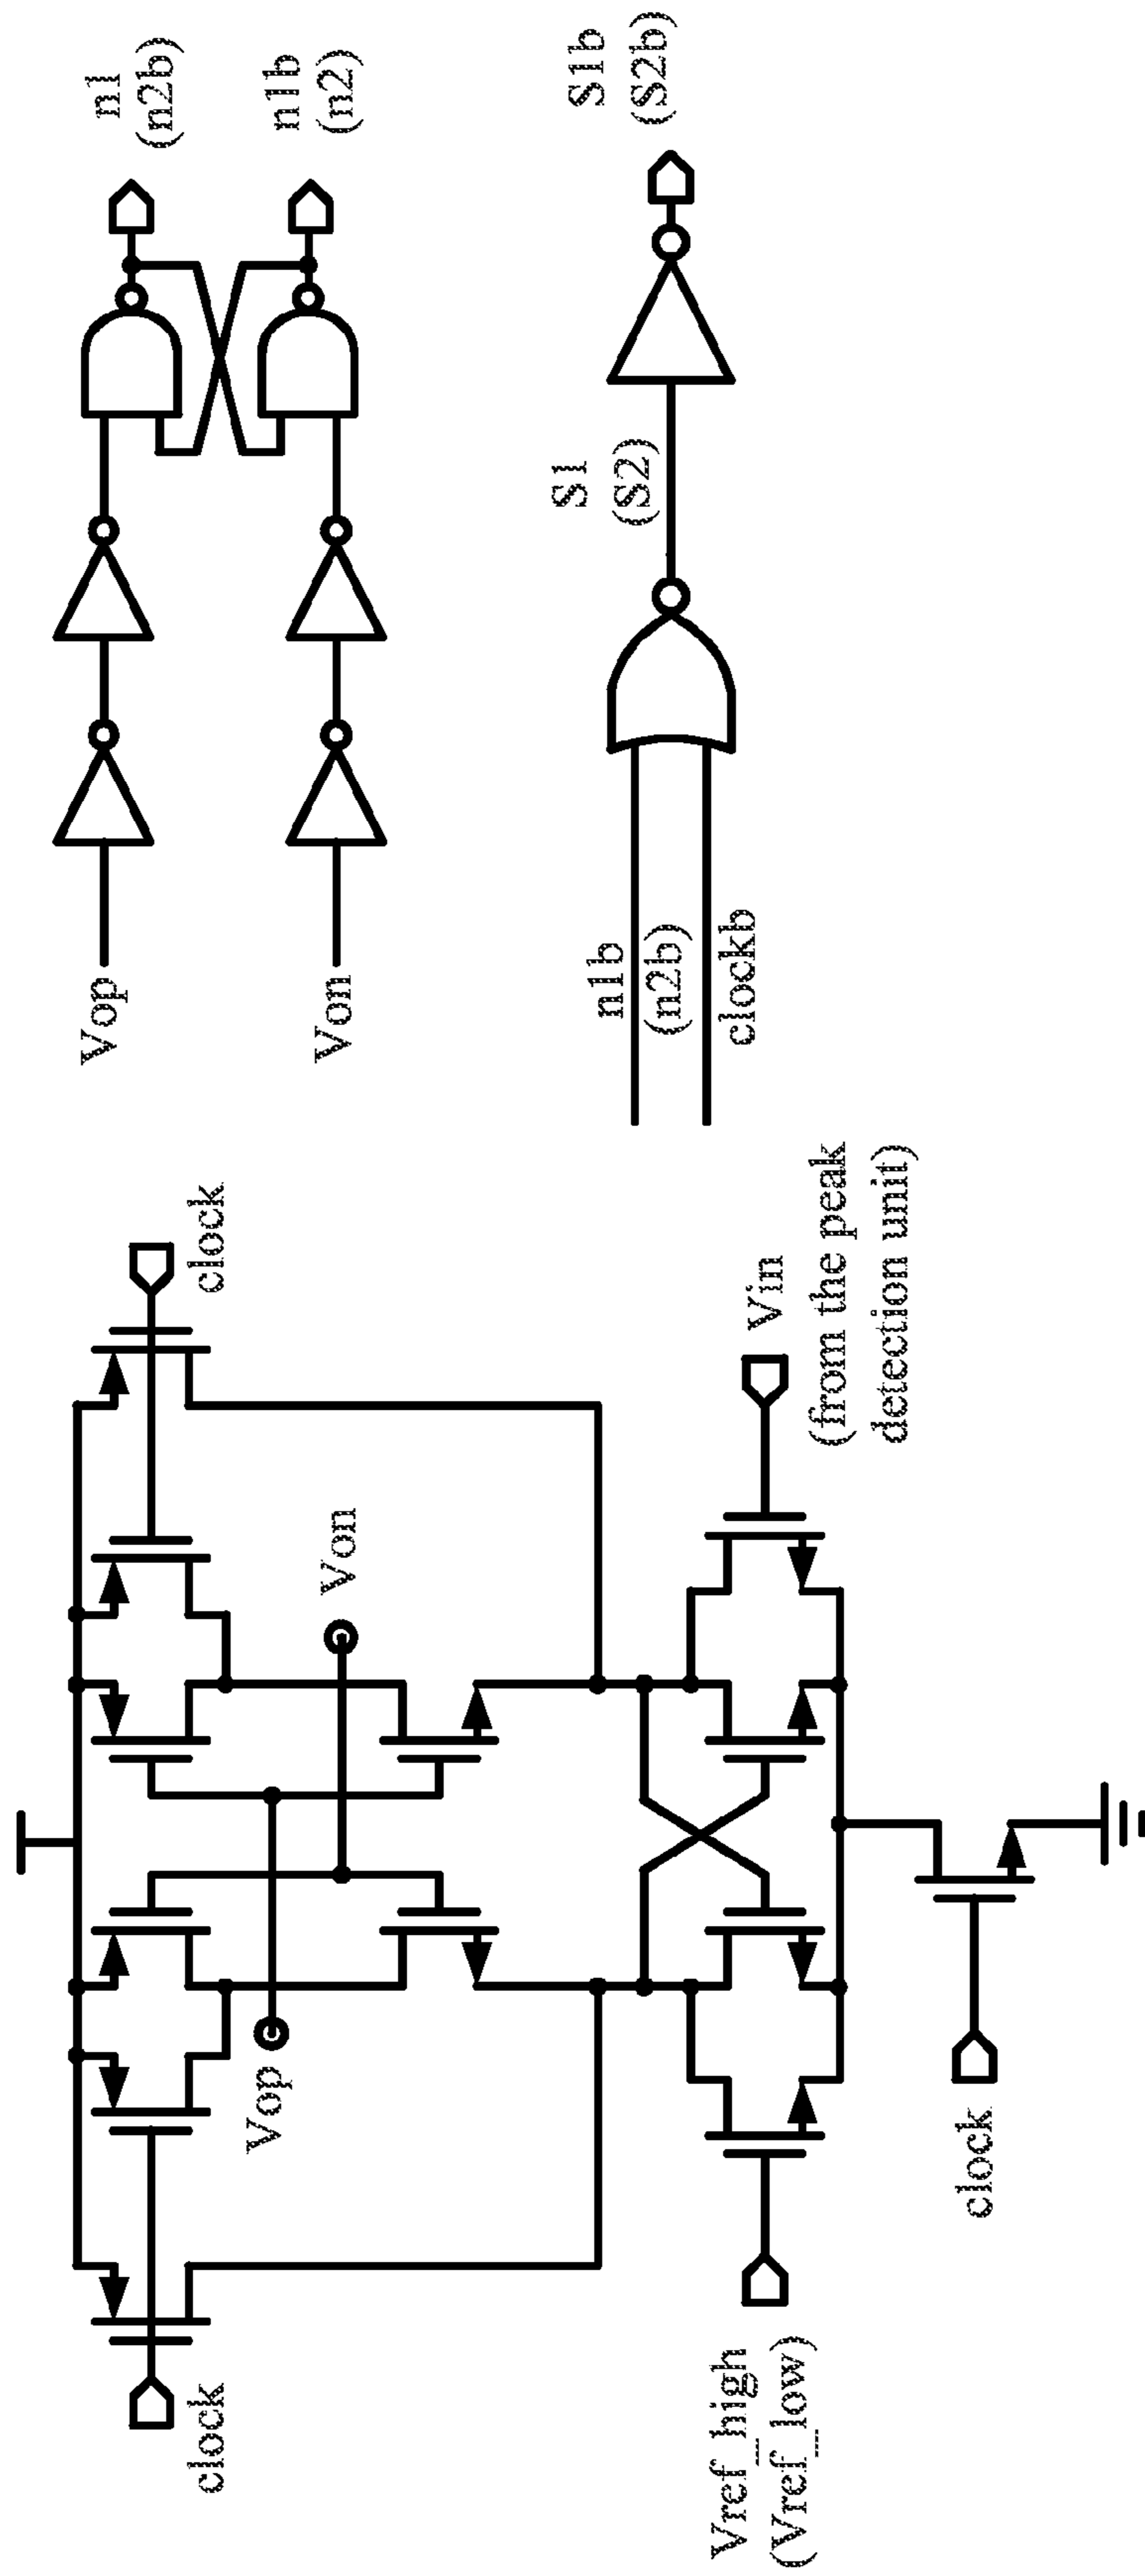 clock
clock
Vop
Von
Vref_high
(Vref_low)
Vin
(from the peak
detection unit)
clock
Vop
Von
n1
(n2b)
n1b
(n2)
n1b
(n2b)
clockb
S1
(S2)
S1b
(S2b)